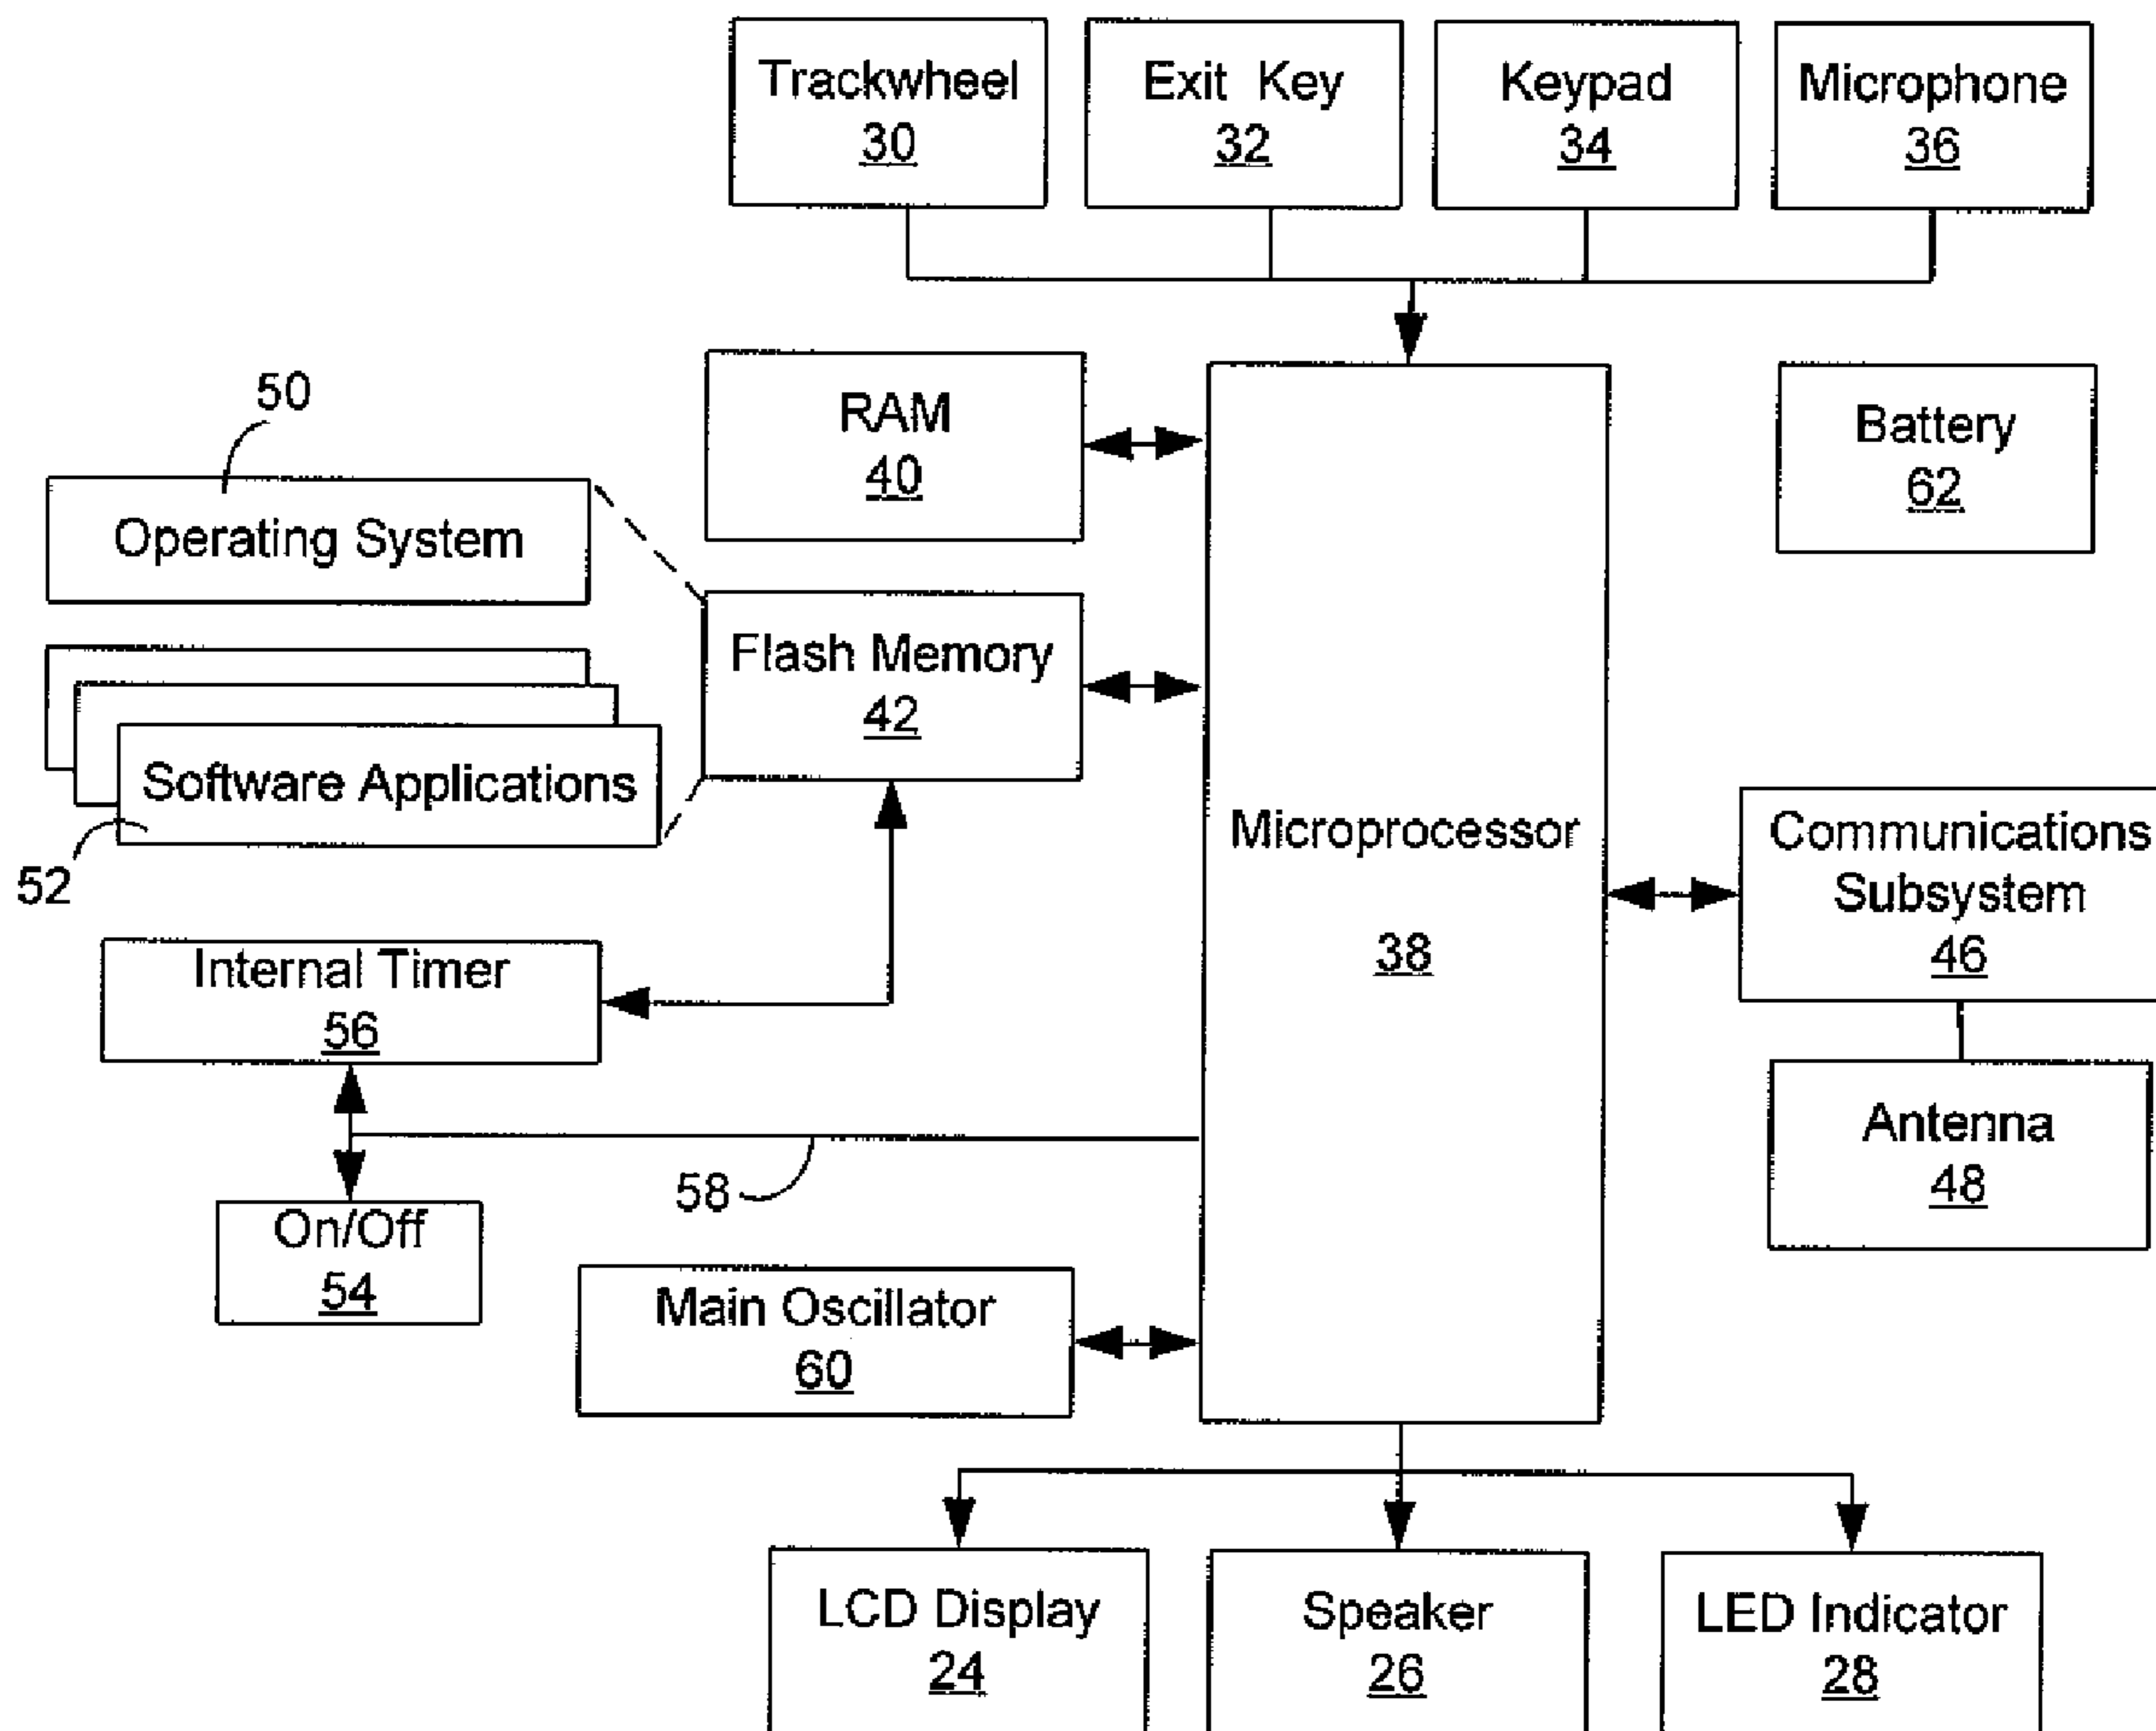 Trackwheel
30
Exit Key
32
Keypad
34
Microphone
36
RAM
40
Battery
62
50
Operating System
Flash Memory
42
Software Applications
52
Microprocessor
38
Communications
Subsystem
46
Internal Timer
56
Antenna
48
58
On/Off
54
Main Oscillator
60
LCD Display
24
Speaker
26
LED Indicator
28